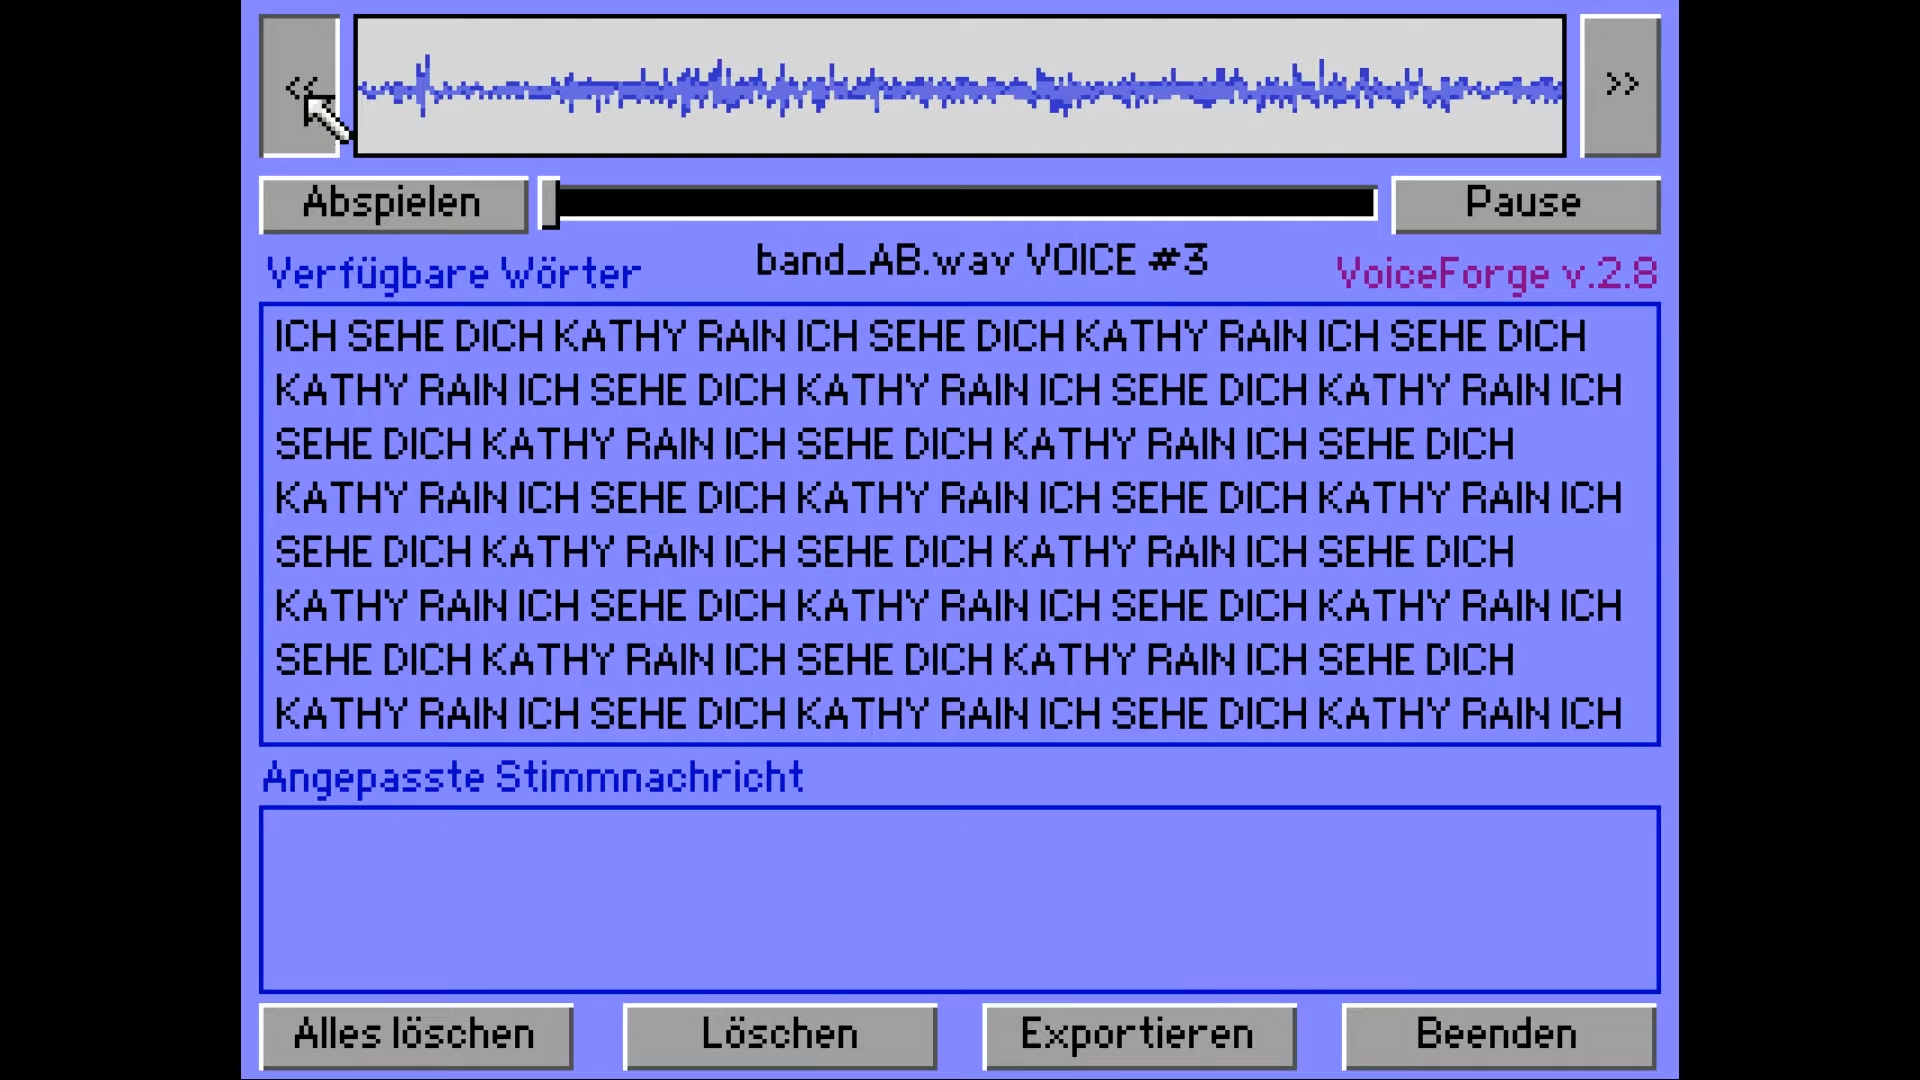 <<
>>
Abspielen
Pause
band_AB.wav VOICE #3
Verfügbare Wörter
VoiceForge v.2.8
ICH SEHE DICH KATHY RAIN ICH SEHE DICH KATHY RAIN ICH SEHE DICH
KATHY RAIN ICH SEHE DICH KATHY RAIN ICH SEHE DICH KATHY RAIN ICH
SEHE DICH KATHY RAIN ICH SEHE DICH KATHY RAIN ICH SEHE DICH
KATHY RAIN ICH SEHE DICH KATHY RAIN ICH SEHE DICH KATHY RAIN ICH
SEHE DICH KATHY RAIN ICH SEHE DICH KATHY RAIN ICH SEHE DICH
KATHY RAIN ICH SEHE DICH KATHY RAIN ICH SEHE DICH KATHY RAIN ICH
SEHE DICH KATHY RAIN ICH SEHE DICH KATHY RAIN ICH SEHE DICH
KATHY RAIN ICH SEHE DICH KATHY RAIN ICH SEHE DICH KATHY RAIN ICH
Angepasste Stimmnachricht
Alles löschen
Löschen
Exportieren
Beenden